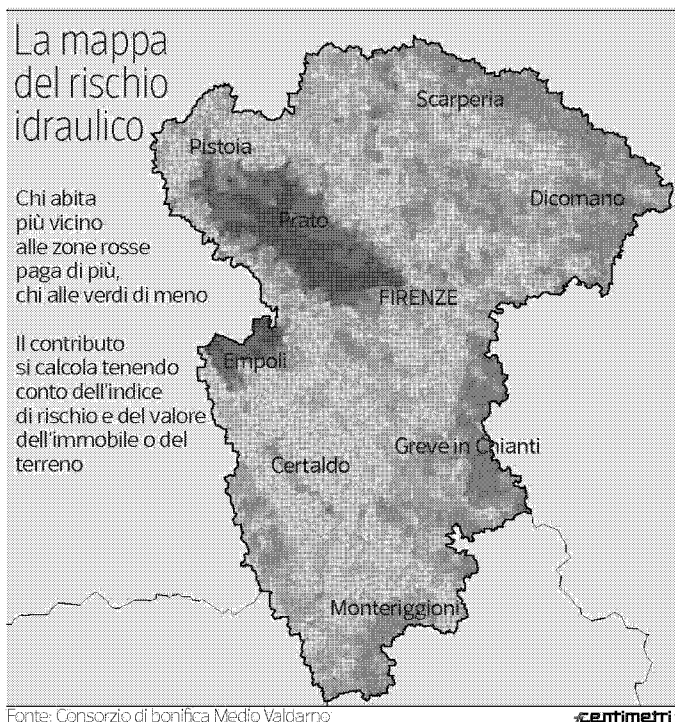 La mappa
del rischio
idraulico
Chi abita
più vicino
alle zone rosse
paga di più,
chi alle verdi di meno
Il contributo
si calcola tenendo
conto dell'indice
di rischio e del valore
dell'immobile o del
terreno
Scarperia
Pistoia
Dicomano
Prato
FIRENZE
Empoli
Greve in Chianti
Certaldo
Monteriggioni
Fonte: Consorzio di bonifica Medio Valdarno
centimetri